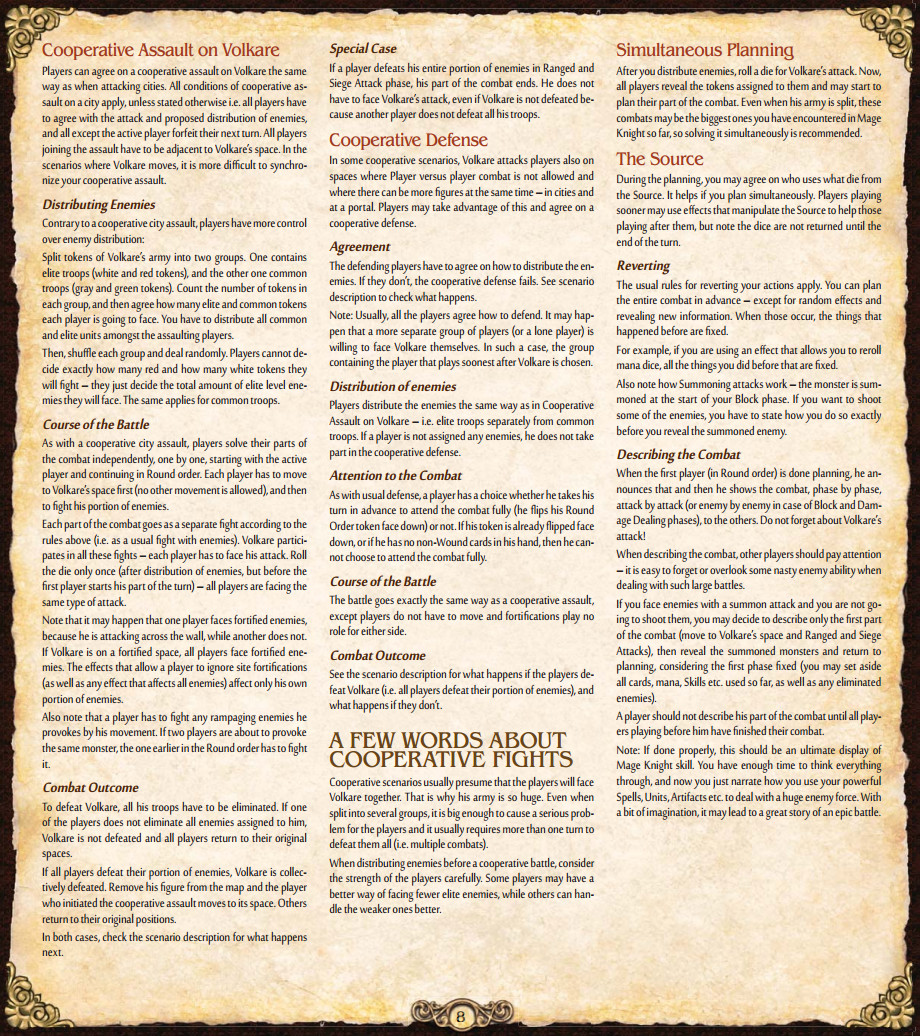 Cooperative Assault on Volkare
Players can agree on a cooperative assault on Volkare the same
way as when attacking cities. All conditions of cooperative as-
sault on a city apply, unless stated otherwise i.e. all players have
to agree with the attack and proposed distribution of enemies,
and all except the active player forfeit their next turn. All players
joining the assault have to be adjacent to Volkare's space. In the
scenarios where Volkare moves, it is more difficult to synchro-
nize your cooperative assault.
Distributing Enemies
Contrary to a cooperative city assault, players have more control
over enemy distribution:
Split tokens of Volkare's army into two groups. One contains
elite troops (white and red tokens), and the other one common
troops (gray and green tokens). Count the number of tokens in
each group, and then agree how many elite and common tokens
each player is going to face. You have to distribute all common
and elite units amongst the assaulting players.
Then, shuffle each group and deal randomly. Players cannot de-
cide exactly how many red and how many white tokens they
will fight – they just decide the total amount of elite level ene-
mies they will face. The same applies for common troops.
Course of the Battle
As with a cooperative city assault, players solve their parts of
the combat independently, one by one, starting with the active
player and continuing in Round order. Each player has to move
to Volkare's space first (no other movement is allowed), and then
to fight his portion of enemies.
Each part of the combat goes as a separate fight according to the
rules above (i.e. as a usual fight with enemies). Volkare partici-
pates in all these fights – each player has to face his attack. Roll
the die only once (after distribution of enemies, but before the
first player starts his part of the turn) – all players are facing the
same type of attack.
Note that it may happen that one player faces fortified enemies,
because he is attacking across the wall, while another does not.
If Volkare is on a fortified space, all players face fortified ene-
mies. The effects that allow a player to ignore site fortifications
(as well as any effect that affects all enemies) affect only his own
portion of enemies.
Also note that a player has to fight any rampaging enemies he
provokes by his movement. If two players are about to provoke
the same monster, the one earlier in the Round order has to fight
it.
Combat Outcome
To defeat Volkare, all his troops have to be eliminated. If one
of the players does not eliminate all enemies assigned to him,
Volkare is not defeated and all players return to their original
spaces.
If all players defeat their portion of enemies, Volkare is collec-
tively defeated. Remove his figure from the map and the player
who initiated the cooperative assault moves to its space. Others
return to their original positions.
In both cases, check the scenario description for what happens
next.
Special Case
If a player defeats his entire portion of enemies in Ranged and
Siege Attack phase, his part of the combat ends. He does not
have to face Volkare's attack, even if Volkare is not defeated be-
cause another player does not defeat all his troops.
Cooperative Defense
In some cooperative scenarios, Volkare attacks players also on
spaces where Player versus player combat is not allowed and
where there can be more figures at the same time – in cities and
at a portal. Players may take advantage of this and agree on a
cooperative defense.
Agreement
The defending players have to agree on how to distribute the en-
emies. If they don't, the cooperative defense fails. See scenario
description to check what happens.
Note: Usually, all the players agree how to defend. It may hap-
pen that a more separate group of players (or a lone player) is
willing to face Volkare themselves. In such a case, the group
containing the player that plays soonest after Volkare is chosen.
Distribution of enemies
Players distribute the enemies the same way as in Cooperative
Assault on Volkare – i.e. elite troops separately from common
troops. If a player is not assigned any enemies, he does not take
part in the cooperative defense.
Attention to the Combat
As with usual defense, a player has a choice whether he takes his
turn in advance to attend the combat fully (he flips his Round
Order token face down) or not. If his token is already flipped face
down, or if he has no non-Wound cards in his hand, then he can-
not choose to attend the combat fully.
Course of the Battle
The battle goes exactly the same way as a cooperative assault,
except players do not have to move and fortifications play no
role for either side.
Combat Outcome
See the scenario description for what happens if the players de-
feat Volkare (i.e. all players defeat their portion of enemies), and
what happens if they don't.
A FEW WORDS ABOUT
COOPERATIVE FIGHTS
Cooperative scenarios usually presume that the players will face
Volkare together. That is why his army is so huge. Even when
split into several groups, it is big enough to cause a serious prob-
lem for the players and it usually requires more than one turn to
defeat them all (i.e. multiple combats).
When distributing enemies before a cooperative battle, consider
the strength of the players carefully. Some players may have a
better way of facing fewer elite enemies, while others can han-
dle the weaker ones better.
Simultaneous Planning
After you distribute enemies, roll a die for Volkare's attack. Now,
all players reveal the tokens assigned to them and may start to
plan their part of the combat. Even when his army is split, these
combats may be the biggest ones you have encountered in Mage
Knight so far, so solving it simultaneously is recommended.
The Source
During the planning, you may agree on who uses what die from
the Source. It helps if you plan simultaneously. Players playing
sooner may use effects that manipulate the Source to help those
playing after them, but note the dice are not returned until the
end of the turn.
Reverting
The usual rules for reverting your actions apply. You can plan
the entire combat in advance – except for random effects and
revealing new information. When those occur, the things that
happened before are fixed.
For example, if you are using an effect that allows you to reroll
mana dice, all the things you did before that are fixed.
Also note how Summoning attacks work – the monster is sum-
moned at the start of your Block phase. If you want to shoot
some of the enemies, you have to state how you do so exactly
before you reveal the summoned enemy.
Describing the Combat
When the first player (in Round order) is done planning, he an-
nounces that and then he shows the combat, phase by phase,
attack by attack (or enemy by enemy in case of Block and Dam-
age Dealing phases), to the others. Do not forget about Volkare's
attack!
When describing the combat, other players should pay attention
– it is easy to forget or overlook some nasty enemy ability when
dealing with such large battles.
If you face enemies with a summon attack and you are not go-
ing to shoot them, you may decide to describe only the first part
of the combat (move to Volkare's space and Ranged and Siege
Attacks), then reveal the summoned monsters and return to
planning, considering the first phase fixed (you may set aside
all cards, mana, Skills etc. used so far, as well as any eliminated
enemies).
A player should not describe his part of the combat until all play-
ers playing before him have finished their combat.
Note: If done properly, this should be an ultimate display of
Mage Knight skill. You have enough time to think everything
through, and now you just narrate how you use your powerful
Spells, Units, Artifacts etc. to deal with a huge enemy force. With
a bit of imagination, it may lead to a great story of an epic battle.
8